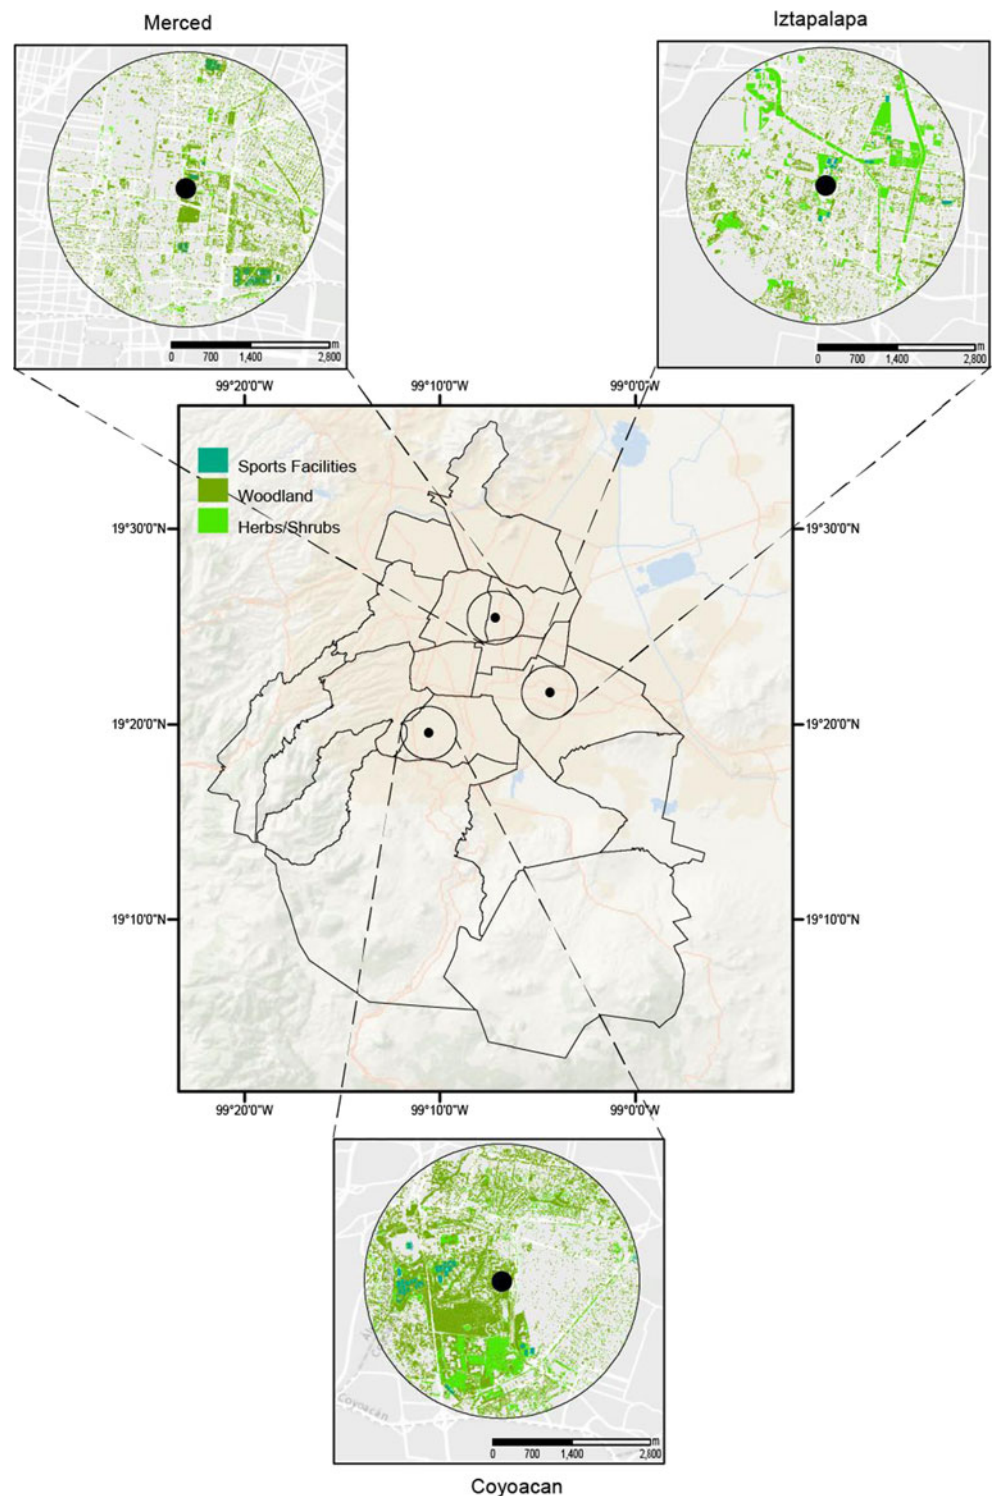 Merced
Iztapalapa
m
0 700 1,400 2,800
m
0 700 1,400 2,800
99°20'0"W 99°10'0"W 99°0'0"W
Sports Facilities
Woodland
Herbs/Shrubs
19°30'0"N 19°30'0"N
19°20'0"N 19°20'0"N
19°10'0"N 19°10'0"N
99°20'0"W 99°10'0"W 99°0'0"W
Coyoacán
m
0 700 1,400 2,800
Coyoacan